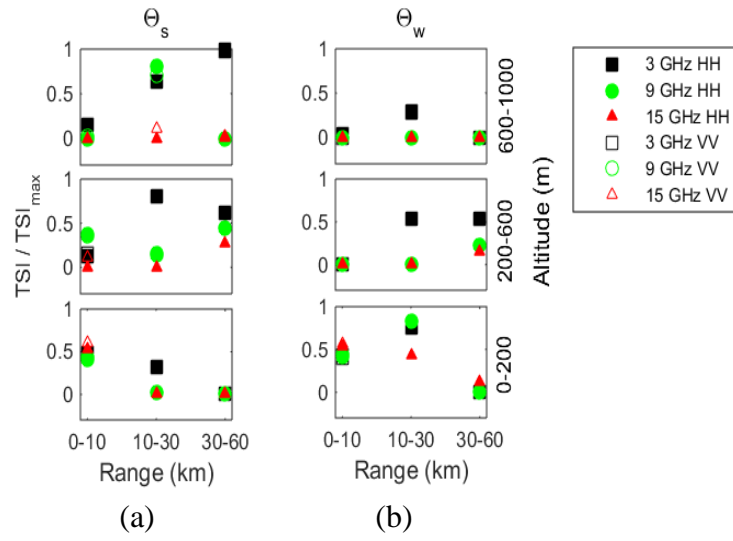 Θs
Θw
TSI / TSImax
1
0.5
0
1
0.5
0
1
0.5
0
0-10
10-30
30-60
Range (km)
(a)
1
0.5
0
1
0.5
0
1
0.5
0
0-10
10-30
30-60
Range (km)
(b)
600-1000
200-600
0-200
Altitude (m)
3 GHz HH
9 GHz HH
15 GHz HH
3 GHz VV
9 GHz VV
15 GHz VV